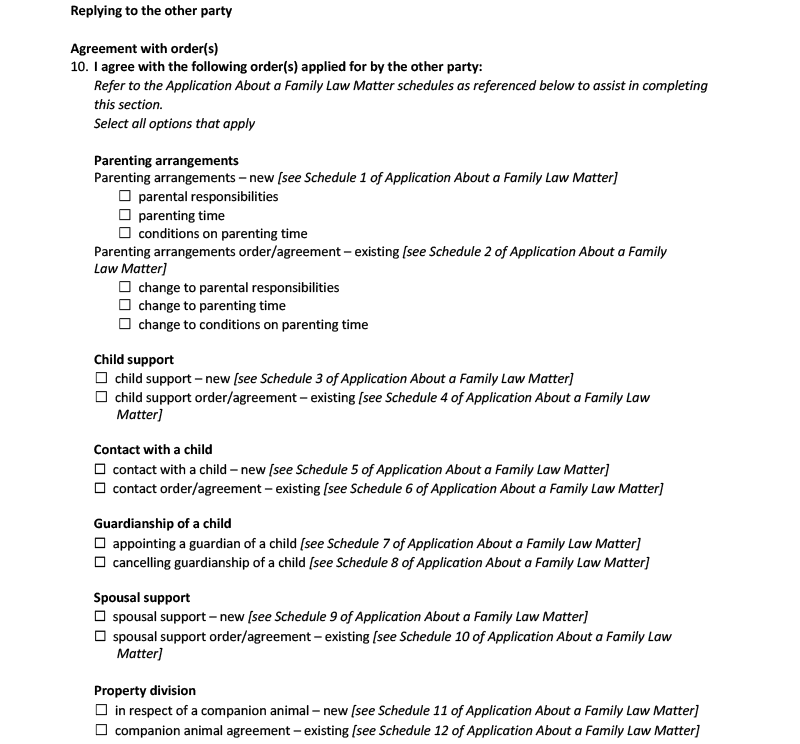 Replying to the other party
Agreement with order(s)
10. I agree with the following order(s) applied for by the other party:
Refer to the Application About a Family Law Matter schedules as referenced below to assist in completing
this section.
Select all options that apply
Parenting arrangements
Parenting arrangements – new [see Schedule 1 of Application About a Family Law Matter]
☐ parental responsibilities
☐ parenting time
☐ conditions on parenting time
Parenting arrangements order/agreement – existing [see Schedule 2 of Application About a Family
Law Matter]
☐ change to parental responsibilities
☐ change to parenting time
☐ change to conditions on parenting time
Child support
☐ child support – new [see Schedule 3 of Application About a Family Law Matter]
☐ child support order/agreement – existing [see Schedule 4 of Application About a Family Law
Matter]
Contact with a child
☐ contact with a child – new [see Schedule 5 of Application About a Family Law Matter]
☐ contact order/agreement – existing [see Schedule 6 of Application About a Family Law Matter]
Guardianship of a child
☐ appointing a guardian of a child [see Schedule 7 of Application About a Family Law Matter]
☐ cancelling guardianship of a child [see Schedule 8 of Application About a Family Law Matter]
Spousal support
☐ spousal support – new [see Schedule 9 of Application About a Family Law Matter]
☐ spousal support order/agreement – existing [see Schedule 10 of Application About a Family Law
Matter]
Property division
☐ in respect of a companion animal – new [see Schedule 11 of Application About a Family Law Matter]
☐ companion animal agreement – existing [see Schedule 12 of Application About a Family Law Matter]